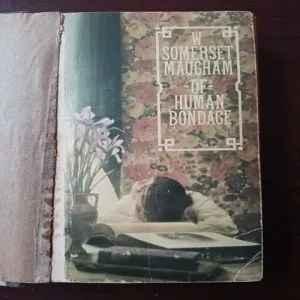 W
SOMERSET
MAUGHAM
-OF-
HUMAN
BONDAGE